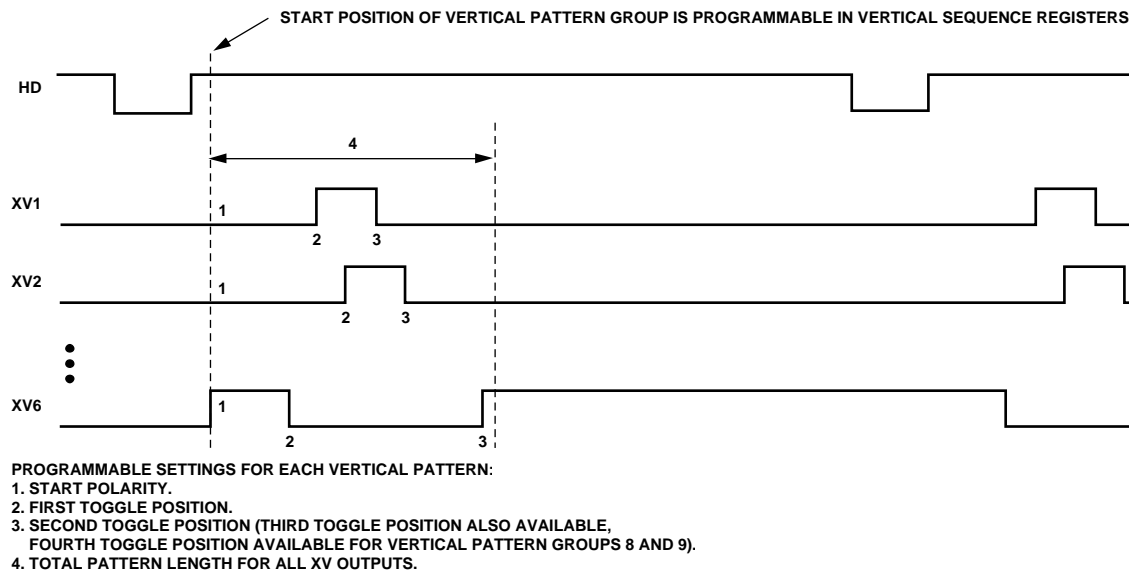 START POSITION OF VERTICAL PATTERN GROUP IS PROGRAMMABLE IN VERTICAL SEQUENCE REGISTERS
HD
4
XV1
1
2 3
XV2
1
2 3
XV6
1
2 3
PROGRAMMABLE SETTINGS FOR EACH VERTICAL PATTERN:
1. START POLARITY.
2. FIRST TOGGLE POSITION.
3. SECOND TOGGLE POSITION (THIRD TOGGLE POSITION ALSO AVAILABLE,
FOURTH TOGGLE POSITION AVAILABLE FOR VERTICAL PATTERN GROUPS 8 AND 9).
4. TOTAL PATTERN LENGTH FOR ALL XV OUTPUTS.